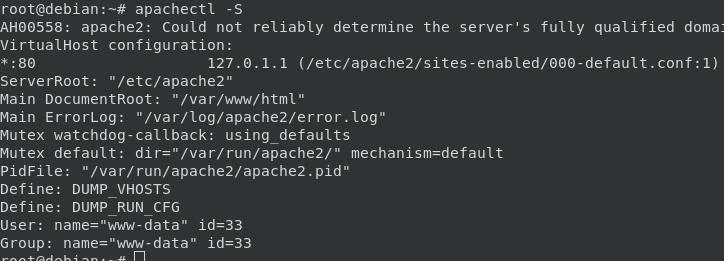 root@debian:~# apachectl -S
AH00558: apache2: Could not reliably determine the server's fully qualified domai
VirtualHost configuration:
*:80                   127.0.1.1 (/etc/apache2/sites-enabled/000-default.conf:1)
ServerRoot: "/etc/apache2"
Main DocumentRoot: "/var/www/html"
Main ErrorLog: "/var/log/apache2/error.log"
Mutex watchdog-callback: using_defaults
Mutex default: dir="/var/run/apache2/" mechanism=default
PidFile: "/var/run/apache2/apache2.pid"
Define: DUMP_VHOSTS
Define: DUMP_RUN_CFG
User: name="www-data" id=33
Group: name="www-data" id=33
root@debian:~#